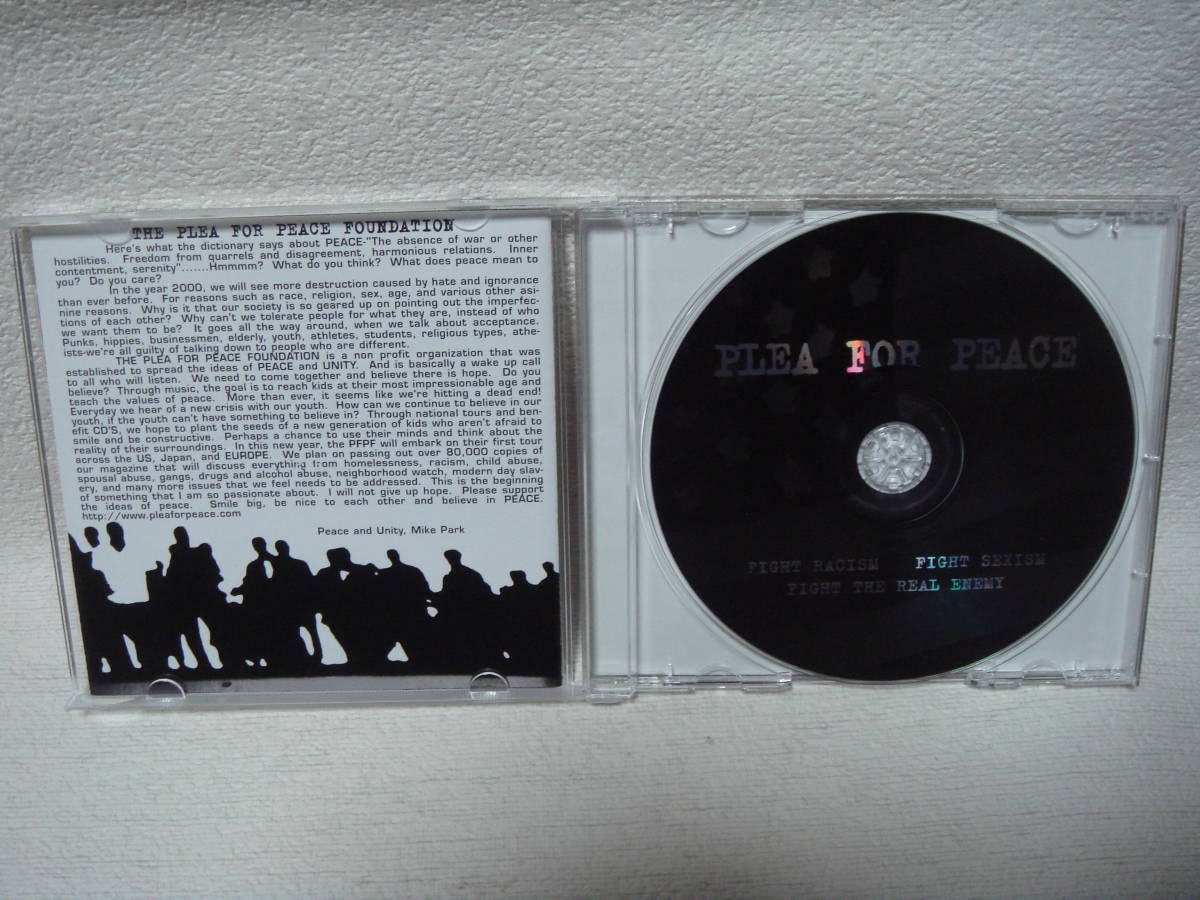 THE PLEA FOR PEACE FOUNDATION
Here's what the dictionary says about PEACE-"The absence of war or other
hostilities. Freedom from quarrels and disagreement, harmonious relations. Inner
contentment, serenity".......Hmmmm? What do you think? What does peace mean to
you? Do you care?
In the year 2000, we will see more destruction caused by hate and ignorance
than ever before. For reasons such as race, religion, sex, age, and various other asi-
nine reasons. Why is it that our society is so geared up on pointing out the imperfec-
tions of each other? Why can't we tolerate people for what they are, instead of who
we want them to be? It goes all the way around, when we talk about acceptance.
Punks, hippies, businessmen, elderly, youth, athletes, students, religious types, athe-
ists-we're all guilty of talking down to people who are different.
THE PLEA FOR PEACE FOUNDATION is a non profit organization that was
established to spread the ideas of PEACE and UNITY. And is basically a wake up call
to all who will listen. We need to come together and believe there is hope. Do you
believe? Through music, the goal is to reach kids at their most impressionable age and
teach the values of peace. More than ever, it seems like we're hitting a dead end!
Everyday we hear of a new crisis with our youth. How can we continue to believe in our
youth, if the youth can't have something to believe in? Through national tours and ben-
efit CD'S, we hope to plant the seeds of a new generation of kids who aren't afraid to
smile and be constructive. Perhaps a chance to use their minds and think about the
reality of their surroundings. In this new year, the PFPF will embark on their first tour
across the US, Japan, and EUROPE. We plan on passing out over 80,000 copies of
our magazine that will discuss everything from homelessness, racism, child abuse,
spousal abuse, gangs, drugs and alcohol abuse, neighborhood watch, modern day slav-
ery, and many more issues that we feel needs to be addressed. This is the beginning
of something that I am so passionate about. I will not give up hope. Please support
the ideas of peace. Smile big, be nice to each other and believe in PEACE.
http://www.pleaforpeace.com
Peace and Unity, Mike Park
PLEA FOR PEACE
FIGHT RACISM FIGHT SEXISM
FIGHT THE REAL ENEMY